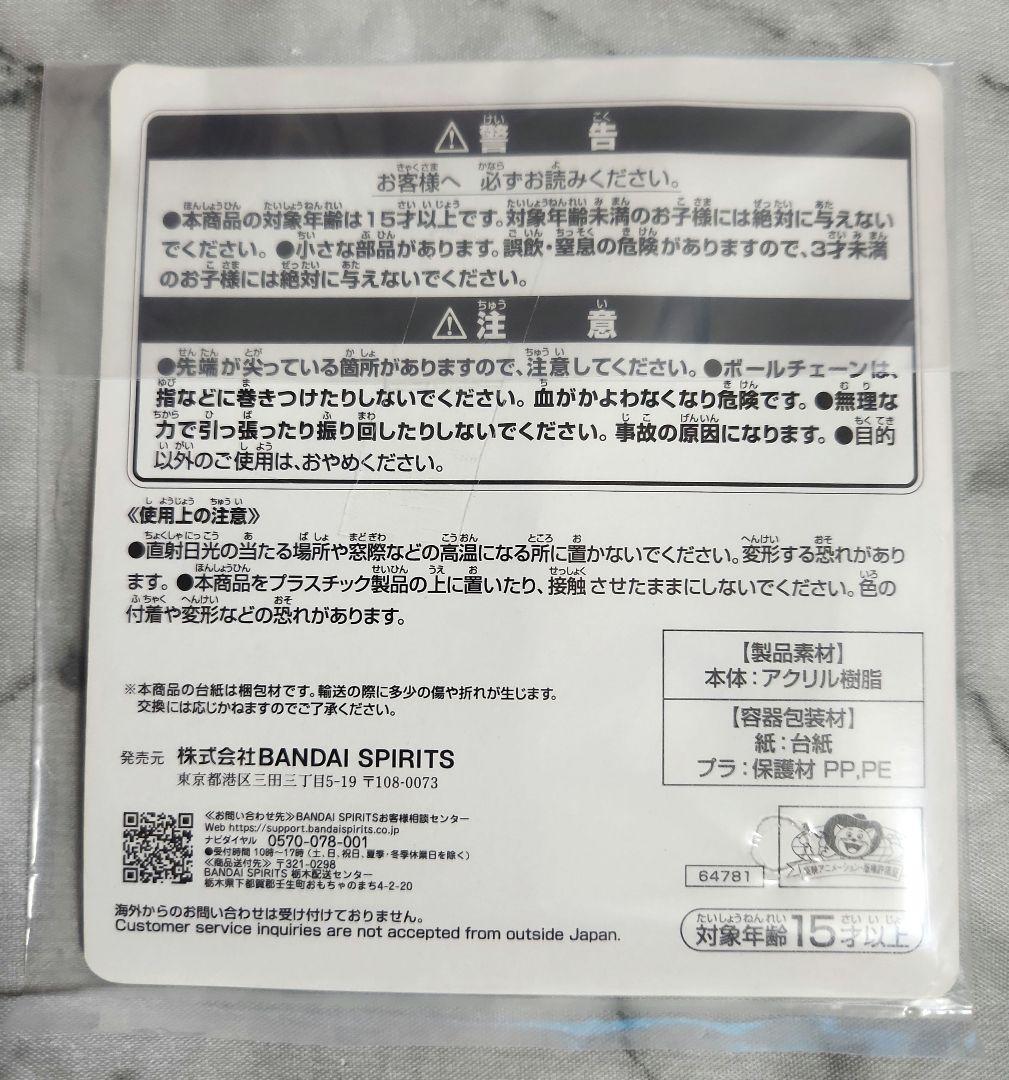 ⚠警告
お客様へ 必ずお読みください。
●本商品の対象年齢は15才以上です。対象年齢未満のお子様には絶対に与えない
でください。●小さな部品があります。誤飲・窒息の危険がありますので、3才未満
のお子様には絶対に与えないでください。
⚠注意
●先端が尖っている箇所がありますので、注意してください。●ボールチェーンは、
指などに巻きつけたりしないでください。血がかよわなくなり危険です。●無理な
力で引っ張ったり振り回したりしないでください。事故の原因になります。●目的
以外のご使用は、おやめください。
《使用上の注意》
●直射日光の当たる場所や窓際などの高温になる所に置かないでください。変形する恐れがあり
ます。●本商品をプラスチック製品の上に置いたり、接触させたままにしないでください。色の
付着や変形などの恐れがあります。
【製品素材】
本体：アクリル樹脂
【容器包装材】
紙：台紙
プラ：保護材 PP,PE
※本商品の台紙は梱包材です。輸送の際に多少の傷や折れが生じます。
交換には応じかねますのでご了承ください。
発売元 株式会社BANDAI SPIRITS
東京都港区三田三丁目5-19 〒108-0073
≪お問い合わせ先≫BANDAI SPIRITSお客様相談センター
Web https://support.bandaispirits.co.jp
ナビダイヤル 0570-078-001
●受付時間 10時～17時（土、日、祝日、夏季・冬季休業日を除く）
≪商品送付先≫ 〒321-0298
BANDAI SPIRITS 栃木配送センター
栃木県下都賀郡壬生町おもちゃのまち4-2-20
海外からのお問い合わせは受け付けておりません。
Customer service inquiries are not accepted from outside Japan.
64781
東映アニメーション・版権許諾証
対象年齢15才以上